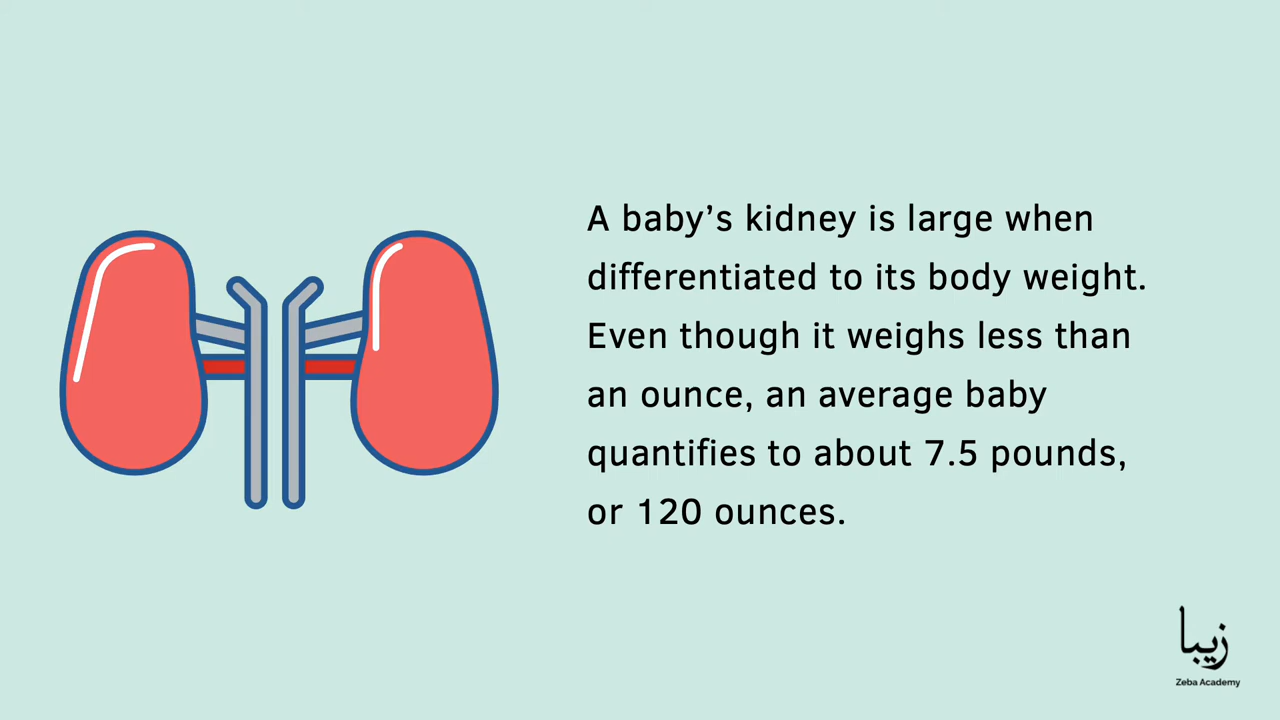 A baby’s kidney is large when
differentiated to its body weight.
Even though it weighs less than
an ounce, an average baby
quantifies to about 7.5 pounds,
or 120 ounces.
زيبا
Zeba Academy